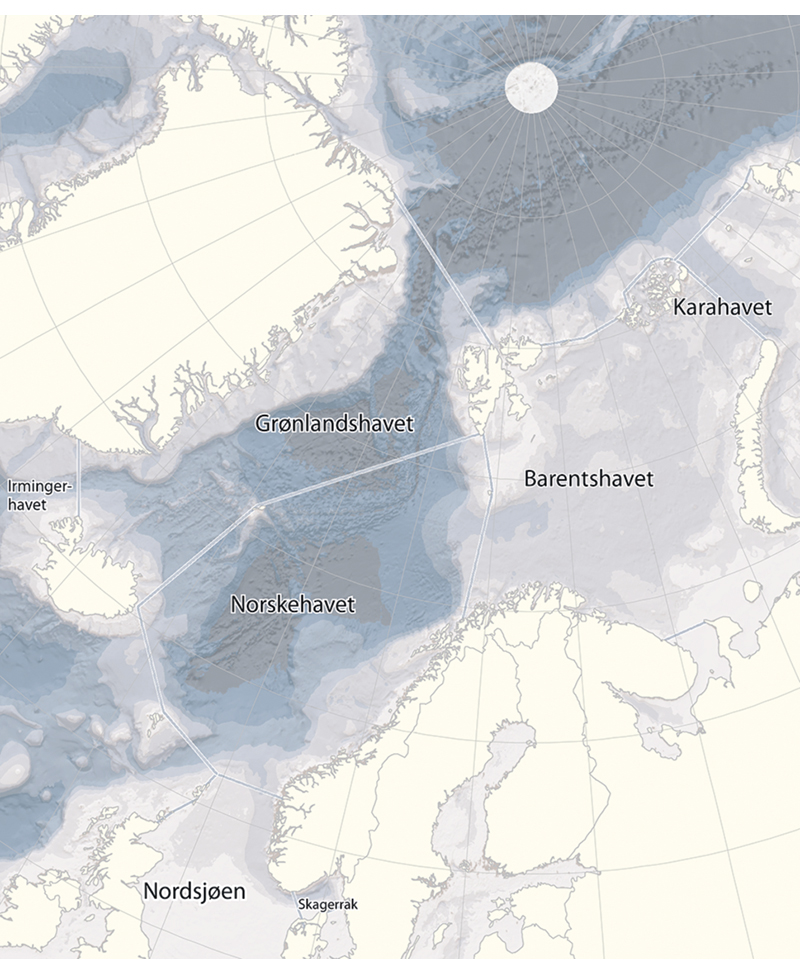 Karahavet
Grønlandshavet
Barentshavet
Irminger-
havet
Norskehavet
Nordsjøen
Skagerrak